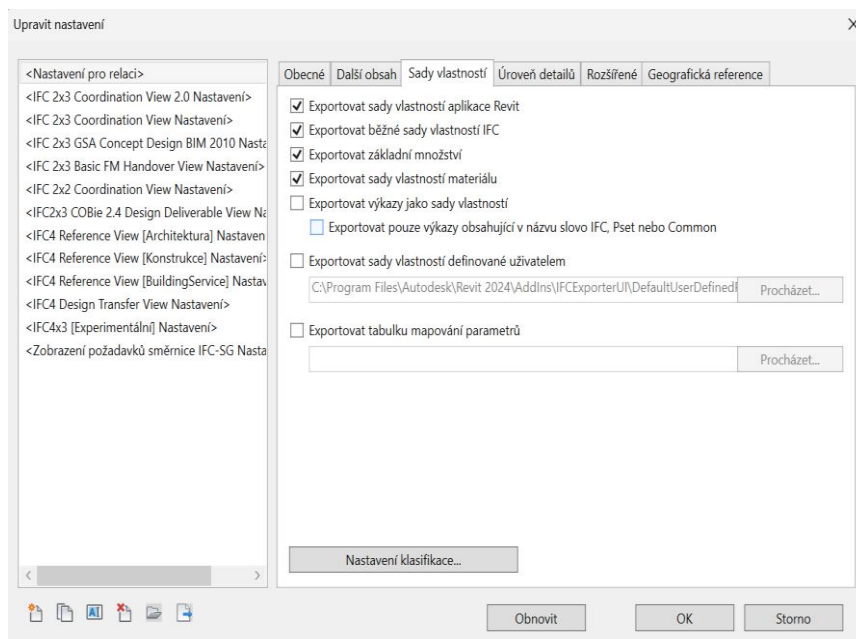 Upravit nastavení
<Nastavení pro relaci>
<IFC 2x3 Coordination View 2.0 Nastavení>
<IFC 2x3 Coordination View Nastavení>
<IFC 2x3 GSA Concept Design BIM 2010 Nasta
<IFC 2x3 Basic FM Handover View Nastavení>
<IFC 2x2 Coordination View Nastavení>
<IFC2x3 COBie 2.4 Design Deliverable View Na
<IFC4 Reference View [Architektura] Nastaven
<IFC4 Reference View [Konstrukce] Nastavení>
<IFC4 Reference View [BuildingService] Nastav
<IFC4 Design Transfer View Nastavení>
<IFC4x3 [Experimentální] Nastavení>
<Zobrazení požadavků směrnice IFC-SG Nasta
Obecné Další obsah Sady vlastností Úroveň detailů Rozšířené Geografická reference
Exportovat sady vlastností aplikace Revit
Exportovat běžné sady vlastností IFC
Exportovat základní množství
Exportovat sady vlastností materiálu
Exportovat výkazy jako sady vlastností
Exportovat pouze výkazy obsahující v názvu slovo IFC, Pset nebo Common
Exportovat sady vlastností definované uživatelem
C:\Program Files\Autodesk\Revit 2024\AddIns\IFCExporterUI\DefaultUserDefinedF Procházet...
Exportovat tabulku mapování parametrů
Procházet...
Nastavení klasifikace...
Obnovit OK Storno